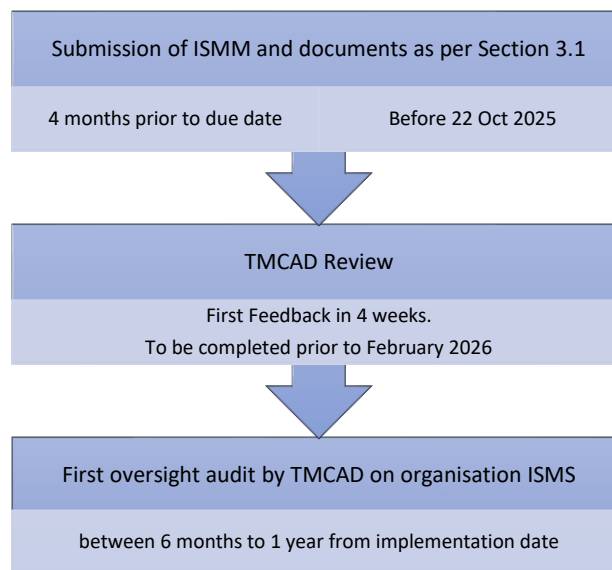 Submission of ISMM and documents as per Section 3.1
4 months prior to due date
Before 22 Oct 2025
TMCAD Review
First Feedback in 4 weeks.
To be completed prior to February 2026
First oversight audit by TMCAD on organisation ISMS
between 6 months to 1 year from implementation date